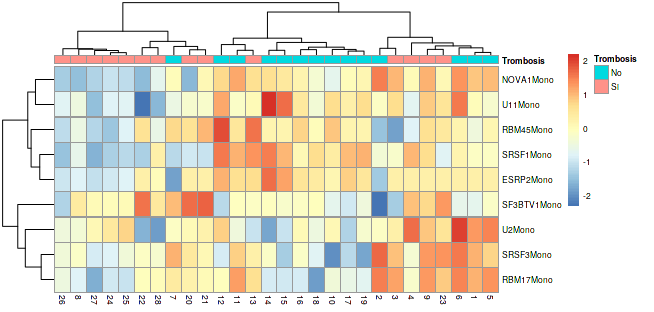 Trombosis
NOVA1Mono
U11Mono
RBM45Mono
SRSF1Mono
ESRP2Mono
SF3BTV1Mono
U2Mono
SRSF3Mono
RBM17Mono
26 8 27 24 25 22 28 7 20 21 12 11 13 14 15 16 18 10 17 19 2 3 4 9 23 6 1 5
2
1
0
-1
-2
Trombosis
No
SI